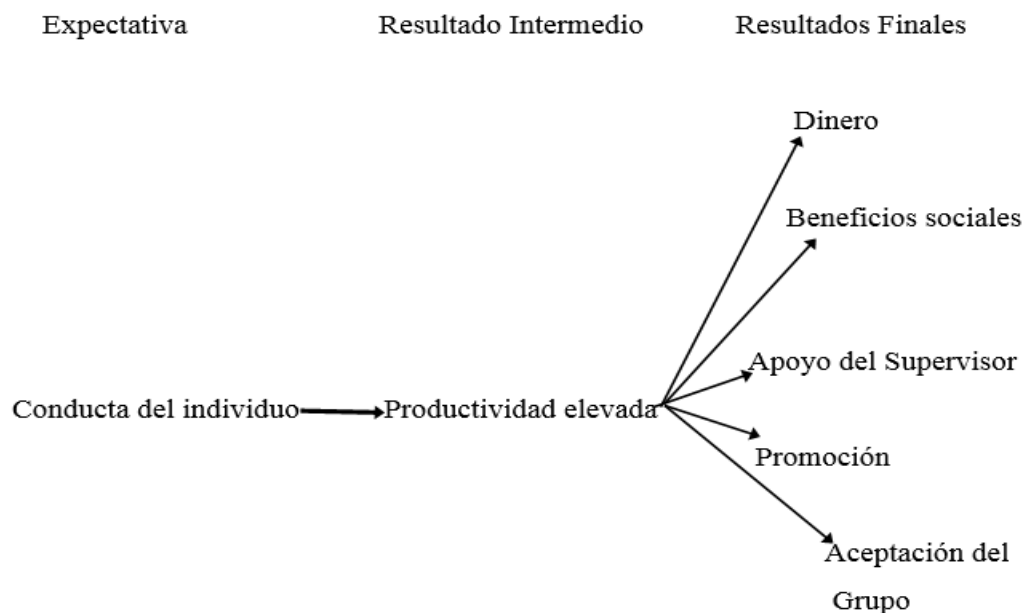 Expectativa Resultado Intermedio Resultados Finales
Dinero
Beneficios sociales
Apoyo del Supervisor
Conducta del individuo Productividad elevada
Promoción
Aceptación del
Grupo